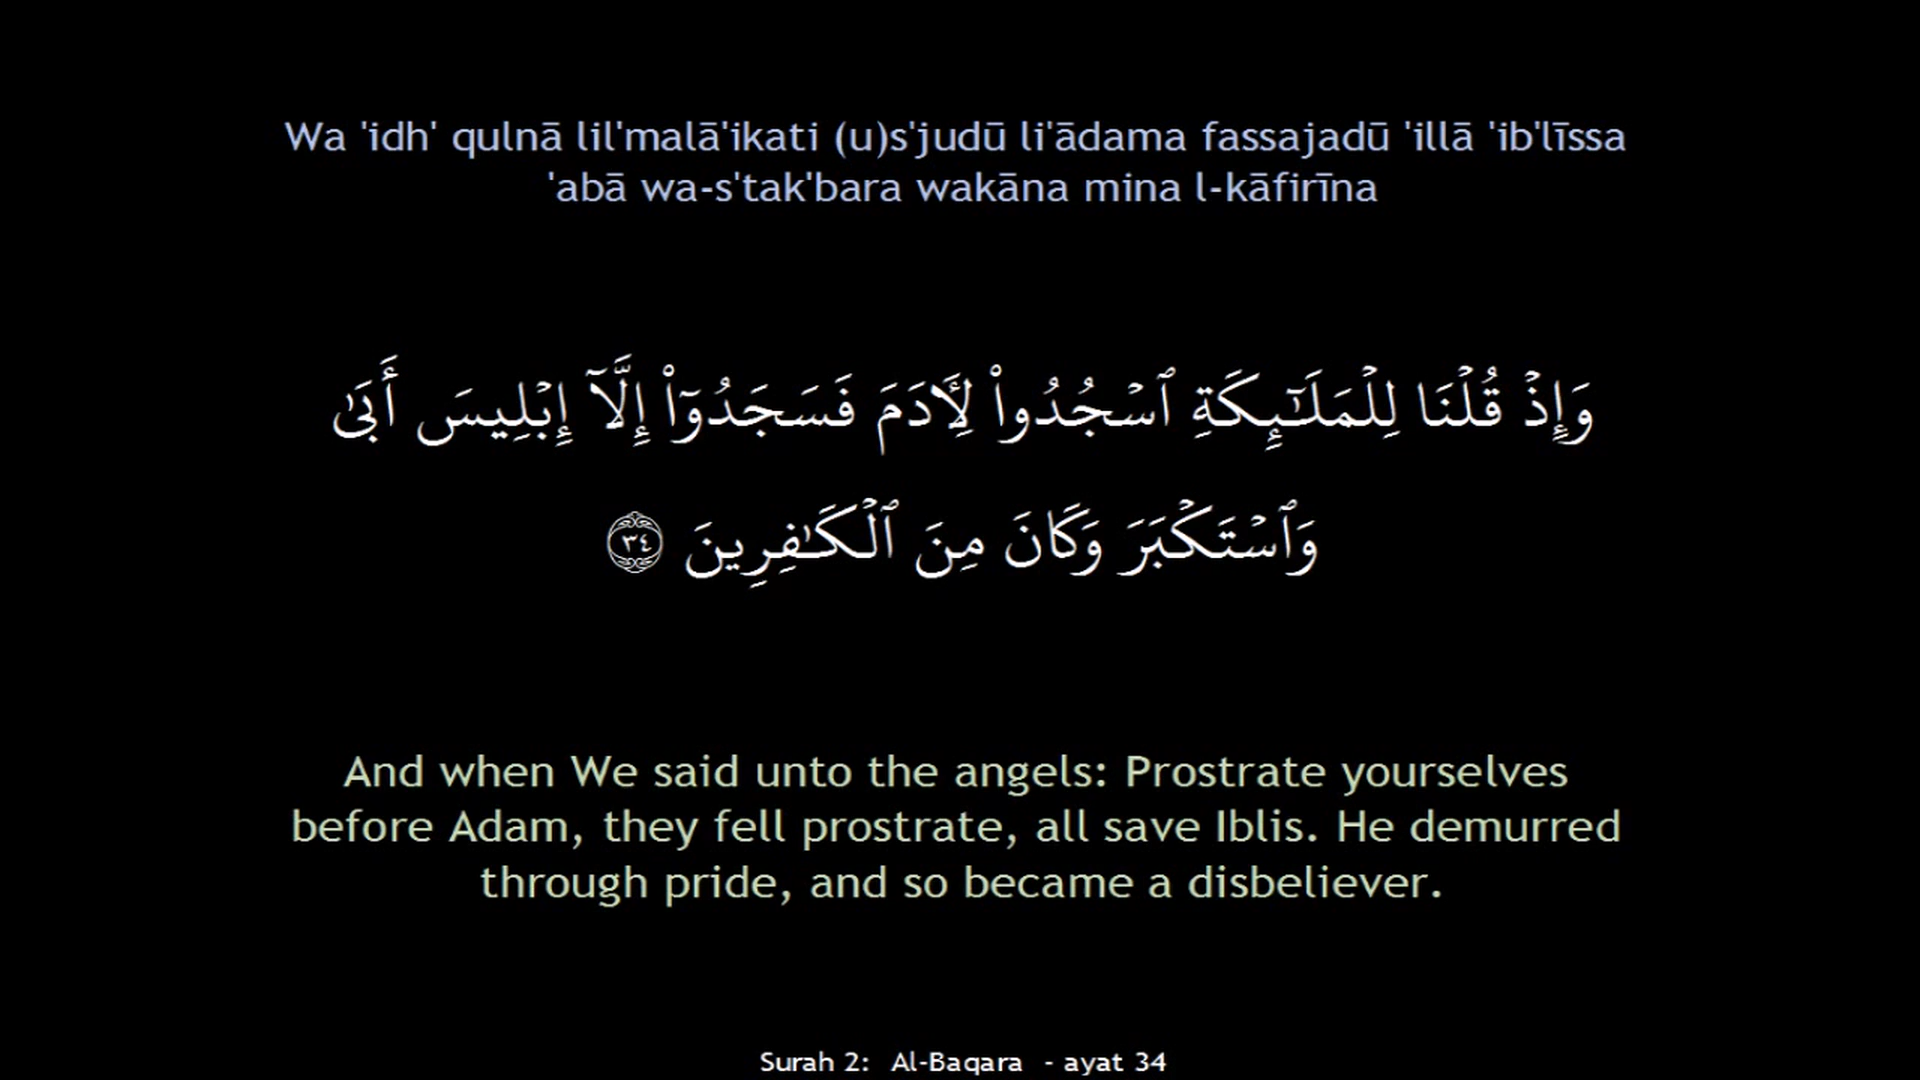 Wa 'idh' qulnā lil'malā'ikati (u)s'judū li'ādama fassajadū 'illā 'ib'līssa
'abā wa-s'tak'bara wakāna mina l-kāfirīna
وَإِذۡ قُلۡنَا لِلۡمَلَـٰٓئِكَةِ ٱسۡجُدُواْ لِأَدَمَ فَسَجَدُوٓاْ إِلَّآ إِبۡلِيسَ أَبَىٰ
وَٱسۡتَكۡبَرَ وَكَانَ مِنَ ٱلۡكَـٰفِرِينَ ٣٤
And when We said unto the angels: Prostrate yourselves
before Adam, they fell prostrate, all save Iblis. He demurred
through pride, and so became a disbeliever.
Surah 2: Al-Baqara - ayat 34